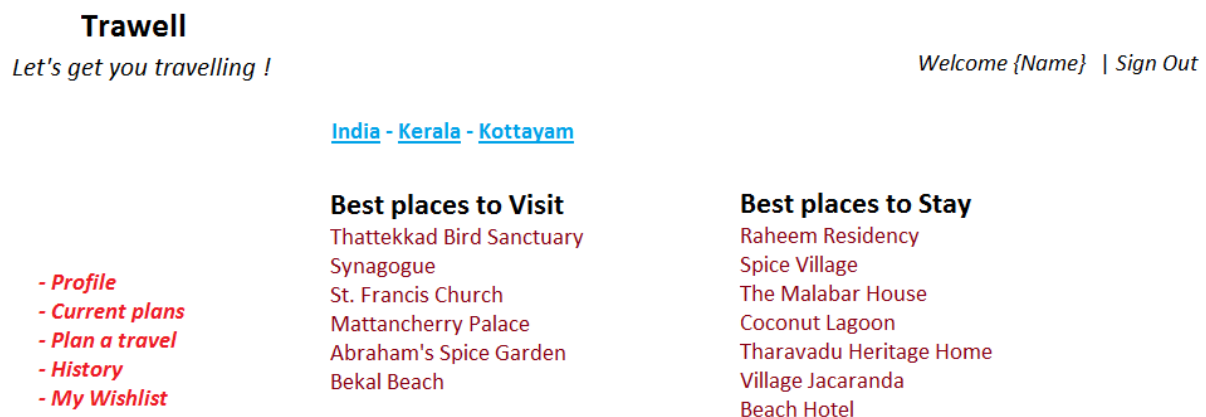 Trawell
Let's get you travelling !
Welcome {Name} | Sign Out
India - Kerala - Kottayam
- Profile
- Current plans
- Plan a travel
- History
- My Wishlist
Best places to Visit
Thattekkad Bird Sanctuary
Synagogue
St. Francis Church
Mattancherry Palace
Abraham's Spice Garden
Bekal Beach
Best places to Stay
Raheem Residency
Spice Village
The Malabar House
Coconut Lagoon
Tharavadu Heritage Home
Village Jacaranda
Beach Hotel